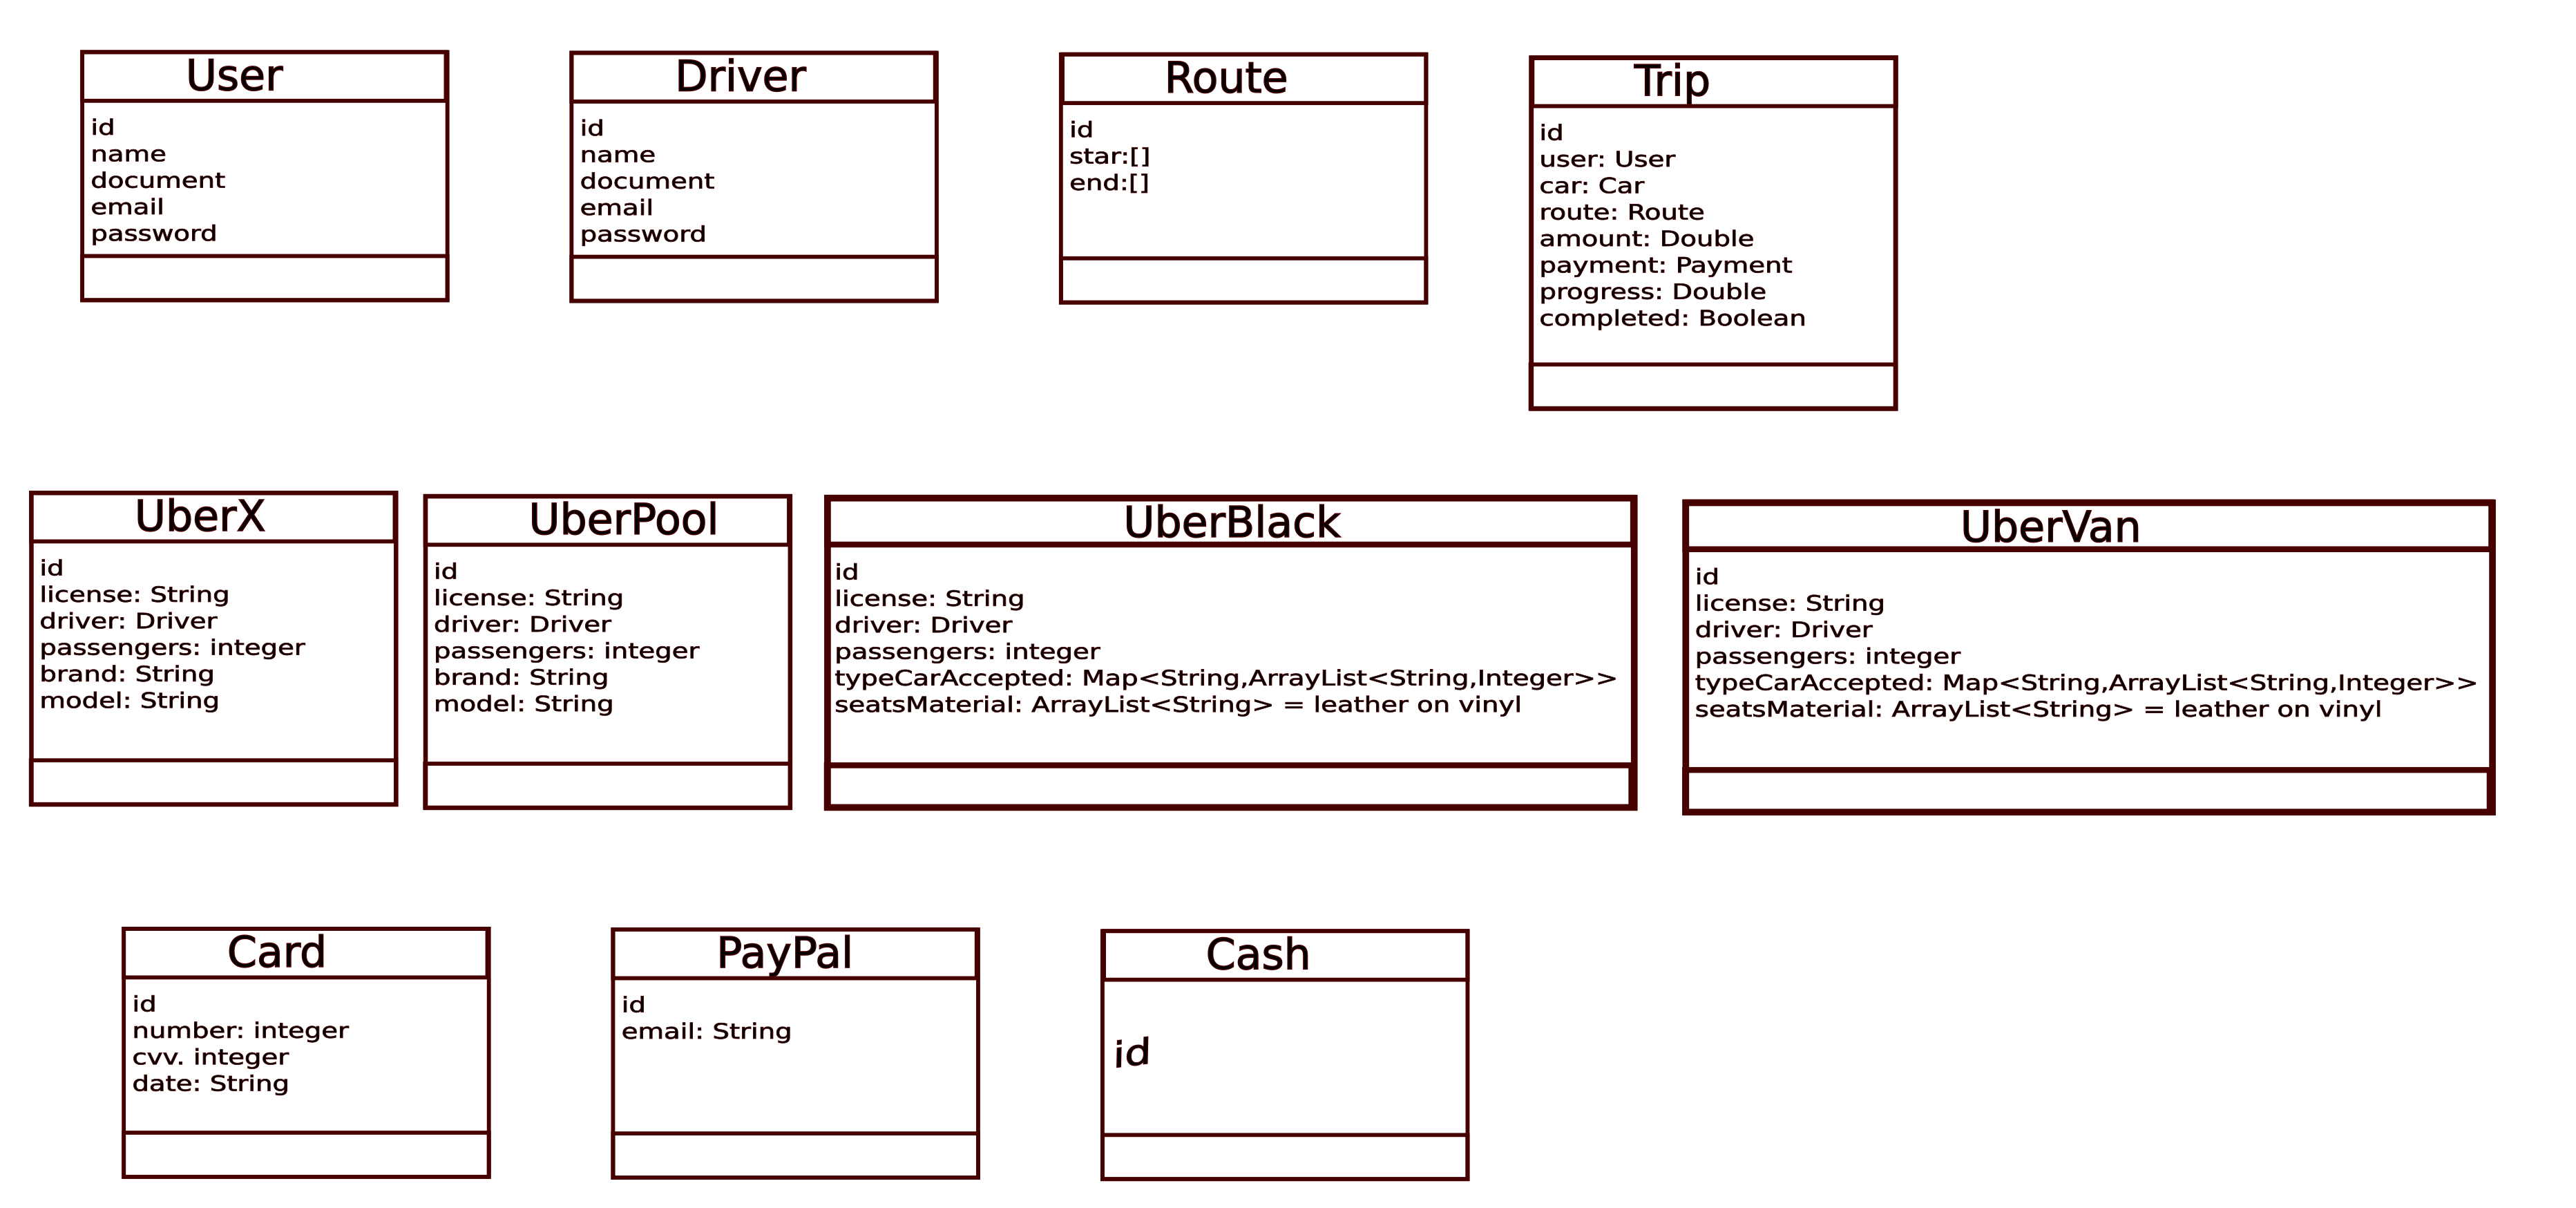 User
id
name
document
email
password
Driver
id
name
document
email
password
Route
id
star:[]
end:[]
Trip
id
user: User
car: Car
route: Route
amount: Double
payment: Payment
progress: Double
completed: Boolean
UberX
id
license: String
driver: Driver
passengers: integer
brand: String
model: String
UberPool
id
license: String
driver: Driver
passengers: integer
brand: String
model: String
UberBlack
id
license: String
driver: Driver
passengers: integer
typeCarAccepted: Map<String,ArrayList<String,Integer>>
seatsMaterial: ArrayList<String> = leather on vinyl
UberVan
id
license: String
driver: Driver
passengers: integer
typeCarAccepted: Map<String,ArrayList<String,Integer>>
seatsMaterial: ArrayList<String> = leather on vinyl
Card
id
number: integer
cvv. integer
date: String
PayPal
id
email: String
Cash
id